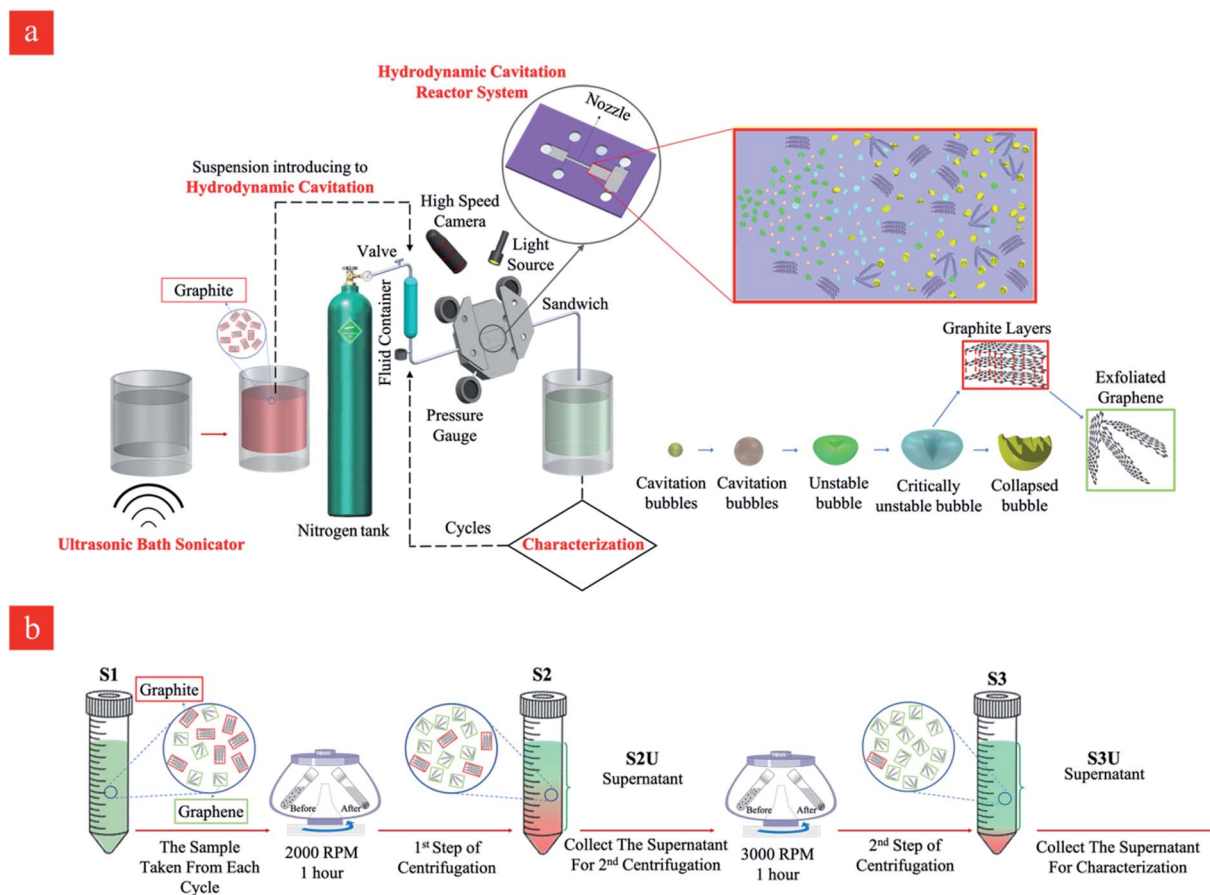 a
Hydrodynamic Cavitation
Reactor System
Nozzle
Suspension introducing to
Hydrodynamic Cavitation
High Speed
Camera
Light
Source
Valve
Graphite
Fluid Container
Sandwich
Pressure
Gauge
Nitrogen tank
Ultrasonic Bath Sonicator
Cycles
Characterization
Graphite Layers
Exfoliated
Graphene
Cavitation
bubbles
Cavitation
bubbles
Unstable
bubble
Critically
unstable bubble
Collapsed
bubble
b
S1
Graphite
Graphene
The Sample
Taken From Each
Cycle
Before
After
2000 RPM
1 hour
1st Step of
Centrifugation
S2
S2U
Supernatant
Collect The Supernatant
For 2nd Centrifugation
Before
After
3000 RPM
1 hour
2nd Step of
Centrifugation
S3
S3U
Supernatant
Collect The Supernatant
For Characterization